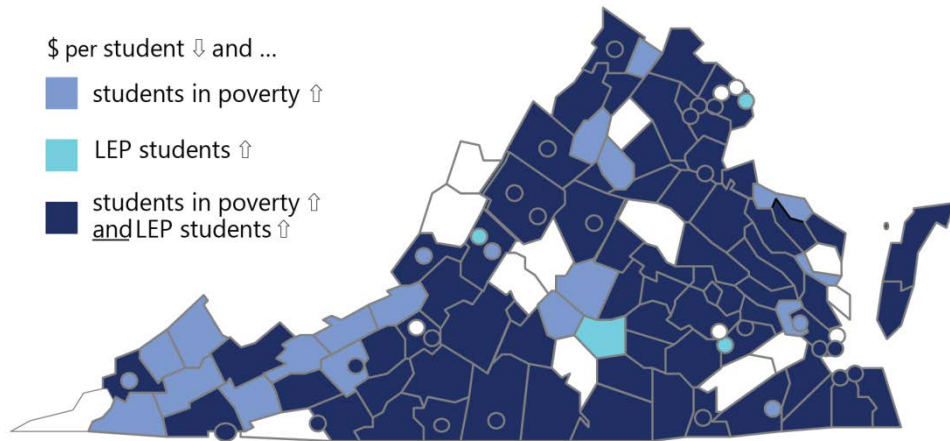 $ per student ⇩ and ...
students in poverty ⇧
LEP students ⇧
students in poverty ⇧
and LEP students ⇧